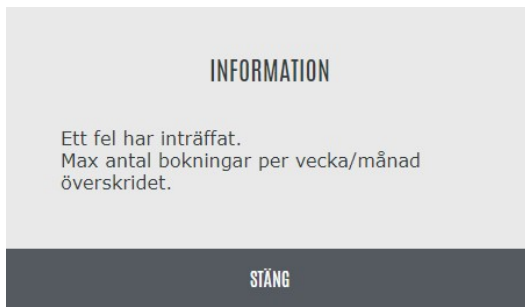 INFORMATION
Ett fel har inträffat.
Max antal bokningar per vecka/månad
överskridet.
STÄNG